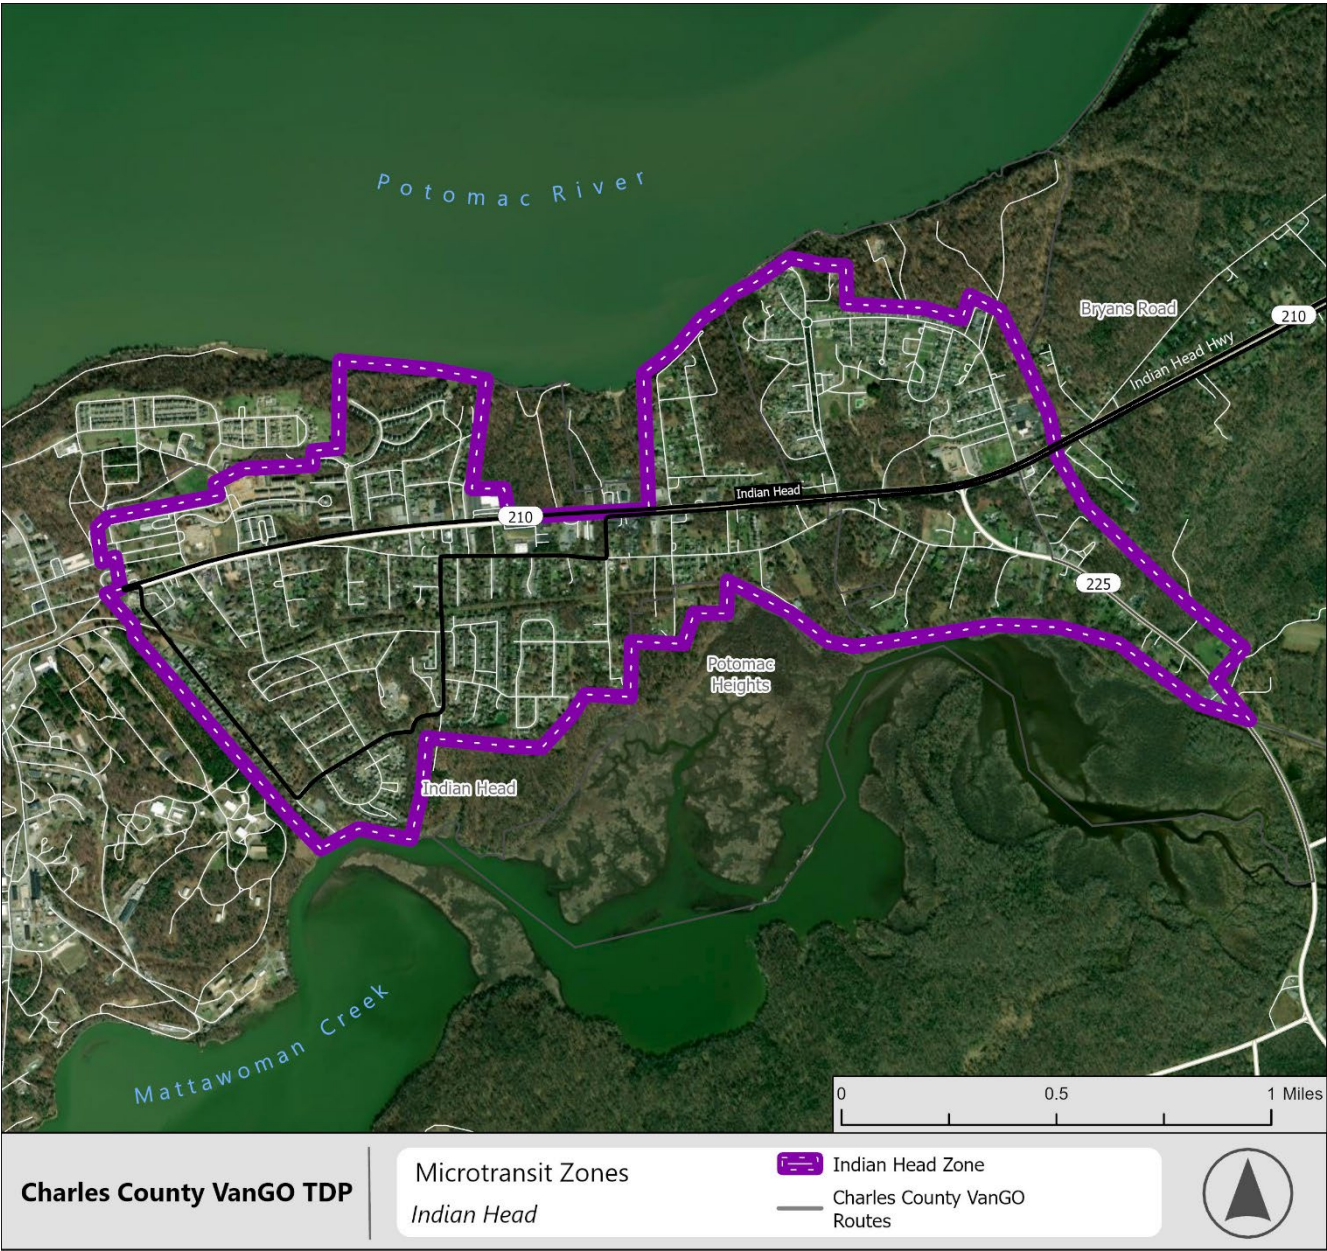 Potomac River
Bryans Road
210
Indian Head Hwy
Indian Head
210
225
Potomac
Heights
Indian Head
Mattawoman Creek
0 0.5 1 Miles
Charles County VanGO TDP
Microtransit Zones
Indian Head
Indian Head Zone
Charles County VanGO
Routes